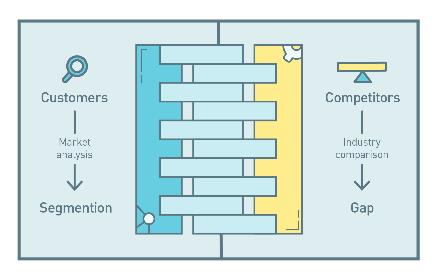 Customers
Market
analysis
Segmention
Competitors
Industry
comparison
Gap